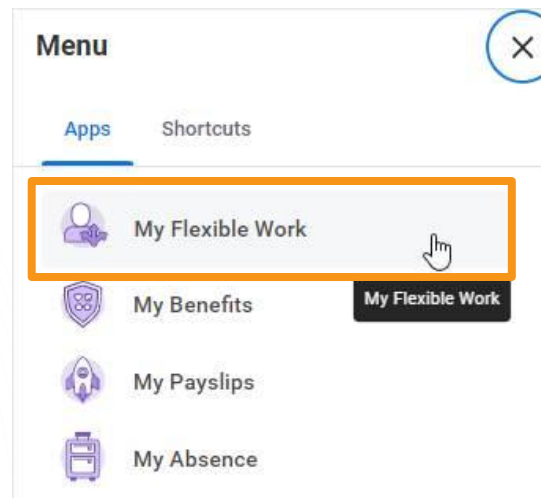 Menu
Apps Shortcuts
My Flexible Work
My Benefits
My Flexible Work
My Payslips
My Absence